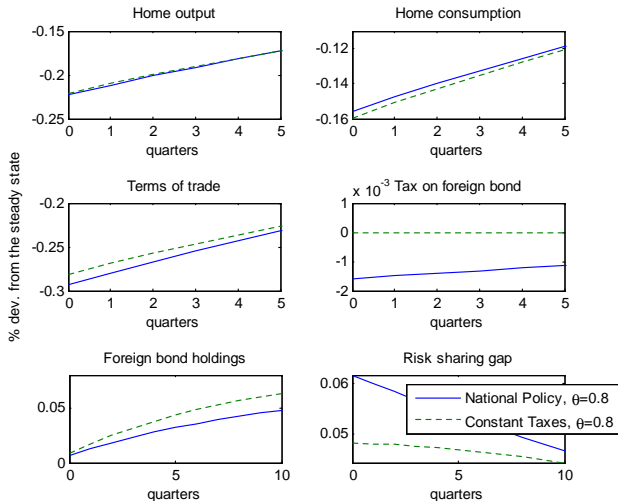 Home output
-0.15
-0.2
-0.25
0 1 2 3 4 5
quarters
Home consumption
-0.12
-0.14
-0.16
0 1 2 3 4 5
quarters
% dev. from the steady state
Terms of trade
-0.2
-0.25
-0.3
0 1 2 3 4 5
quarters
x 10^-3 Tax on foreign bond
1
0
-1
-2
0 1 2 3 4 5
quarters
Foreign bond holdings
0.05
0
0 5 10
quarters
Risk sharing gap
0.06
0.05
0 5 10
quarters
National Policy, θ=0.8
Constant Taxes, θ=0.8